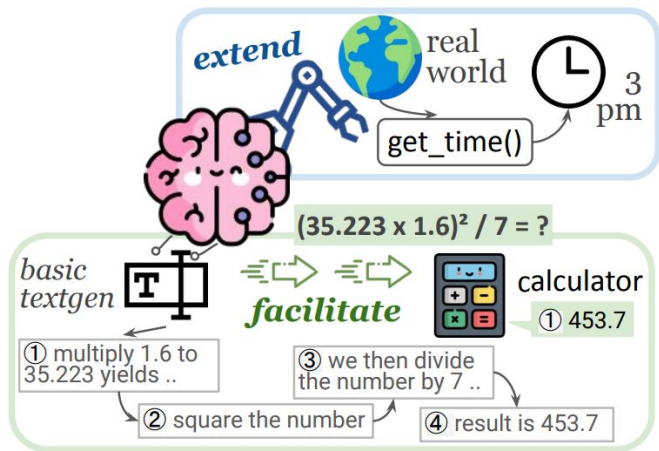 extend
real
world
3
pm
get_time()
(35.223 x 1.6)² / 7 = ?
basic
textgen
T
facilitate
calculator
① 453.7
① multiply 1.6 to
35.223 yields ..
② square the number
③ we then divide
the number by 7 ..
④ result is 453.7